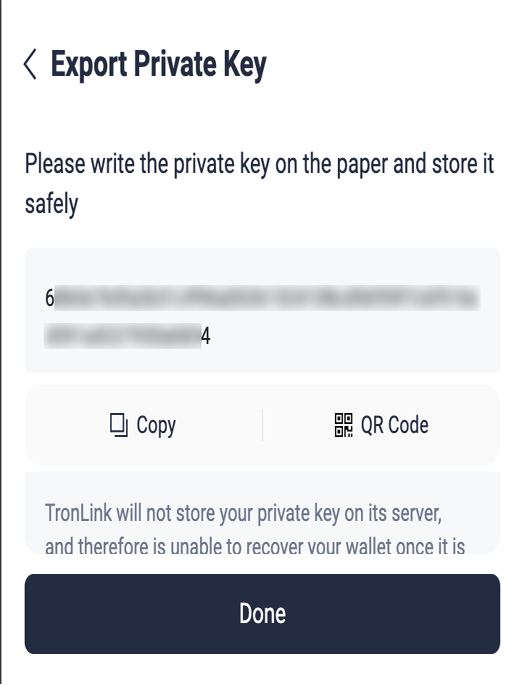 Export Private Key
Please write the private key on the paper and store it
safely
6
4
Copy
QR Code
TronLink will not store your private key on its server,
and therefore is unable to recover your wallet once it is
Done